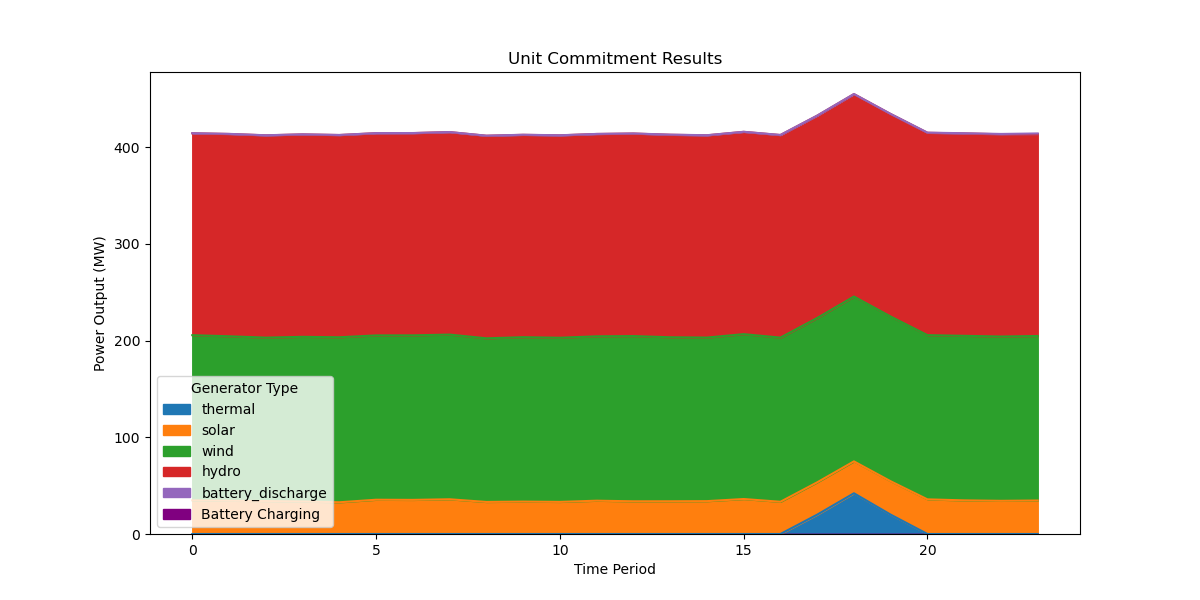 Unit Commitment Results
Power Output (MW)
400
300
200
100
0
Generator Type
thermal
solar
wind
hydro
battery_discharge
Battery Charging
0 5 10 15 20
Time Period